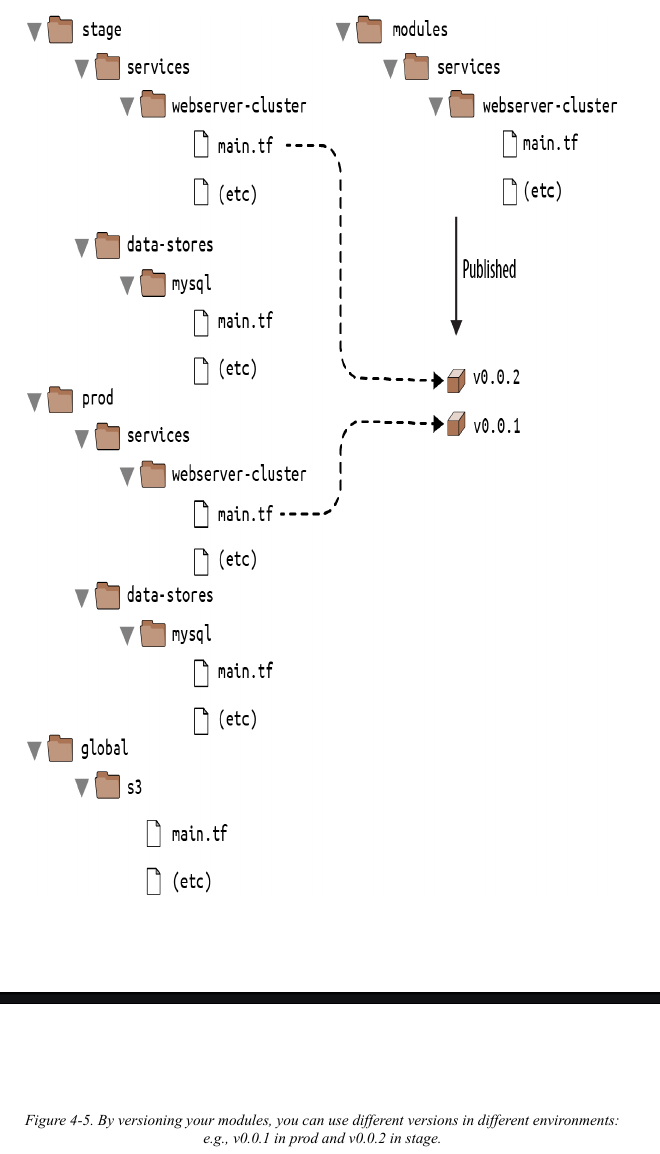 stage
services
webserver-cluster
main.tf
(etc)
data-stores
mysql
main.tf
(etc)
prod
services
webserver-cluster
main.tf
(etc)
data-stores
mysql
main.tf
(etc)
global
s3
main.tf
(etc)
modules
services
webserver-cluster
main.tf
(etc)
Published
v0.0.2
v0.0.1
Figure 4-5. By versioning your modules, you can use different versions in different environments:
e.g., v0.0.1 in prod and v0.0.2 in stage.